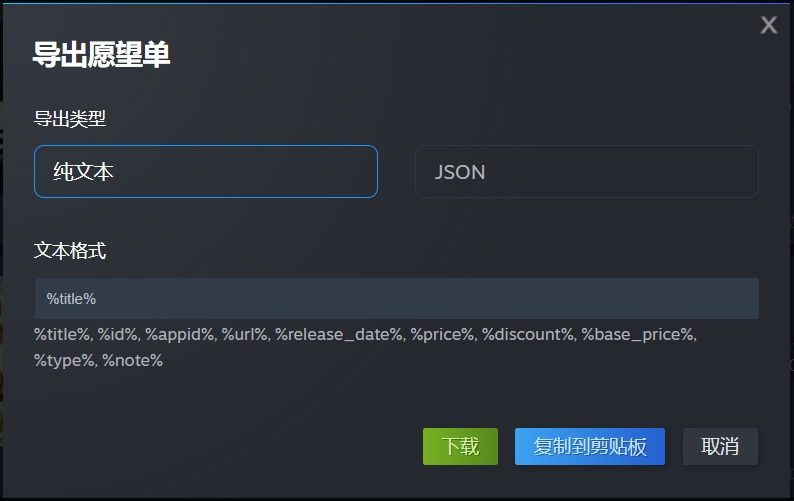 X
导出愿望单
导出类型
纯文本
JSON
文本格式
%title%
%title%, %id%, %appid%, %url%, %release_date%, %price%, %discount%, %base_price%,
%type%, %note%
下载
复制到剪贴板
取消